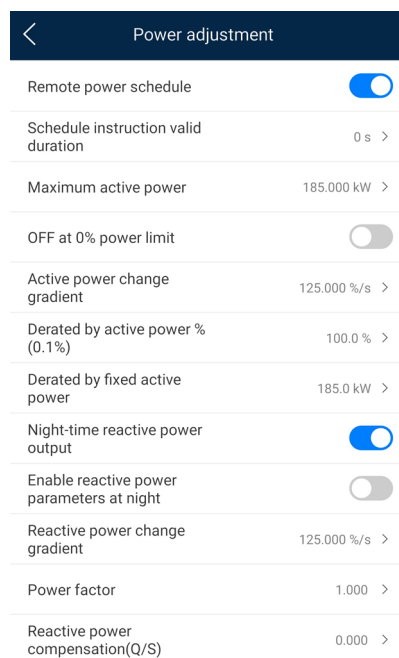 Power adjustment
Remote power schedule
Schedule instruction valid
duration
0 s
Maximum active power
185.000 kW
OFF at 0% power limit
Active power change
gradient
125.000 %/s
Derated by active power %
(0.1%)
100.0 %
Derated by fixed active
power
185.0 kW
Night-time reactive power
output
Enable reactive power
parameters at night
Reactive power change
gradient
125.000 %/s
Power factor
1.000
Reactive power
compensation(Q/S)
0.000